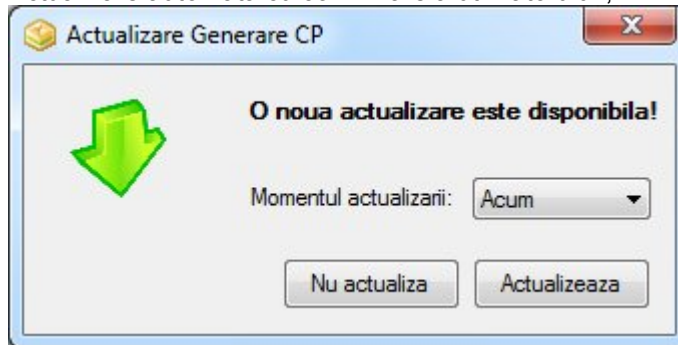 Actualizare Generare CP
O noua actualizare este disponibila!
Momentul actualizarii: Acum
Nu actualiza Actualizeaza